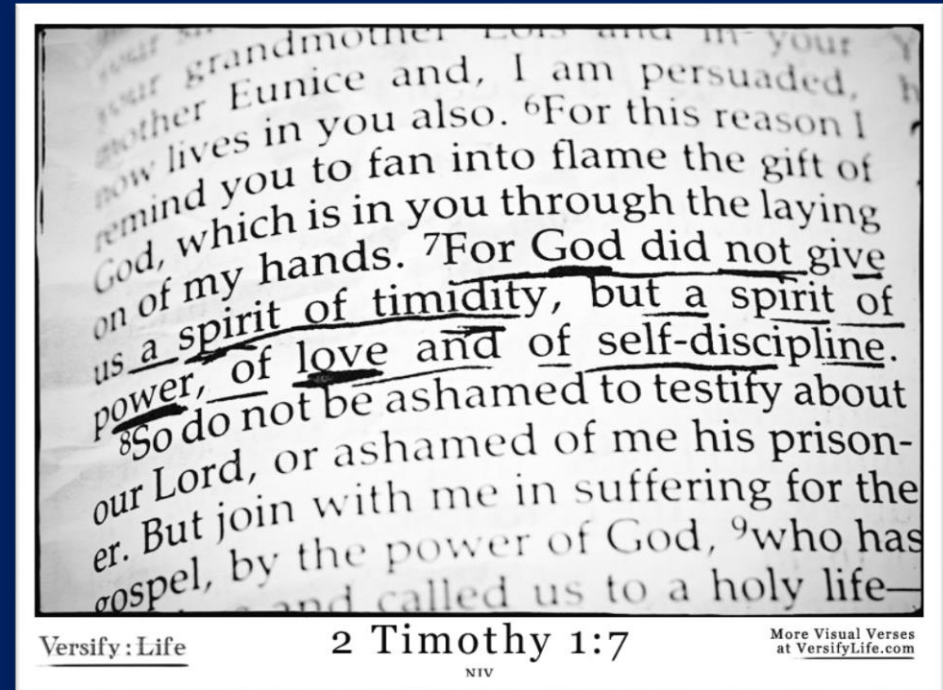 your grandmother Lois and in your
mother Eunice and, I am persuaded,
now lives in you also. ⁶For this reason I
remind you to fan into flame the gift of
God, which is in you through the laying
on of my hands. ⁷For God did not give
us a spirit of timidity, but a spirit of
power, of love and of self-discipline.
⁸So do not be ashamed to testify about
our Lord, or ashamed of me his prison-
er. But join with me in suffering for the
gospel, by the power of God, ⁹who has
and called us to a holy life—
Versify : Life
2 Timothy 1:7
NIV
More Visual Verses
at VersifyLife.com